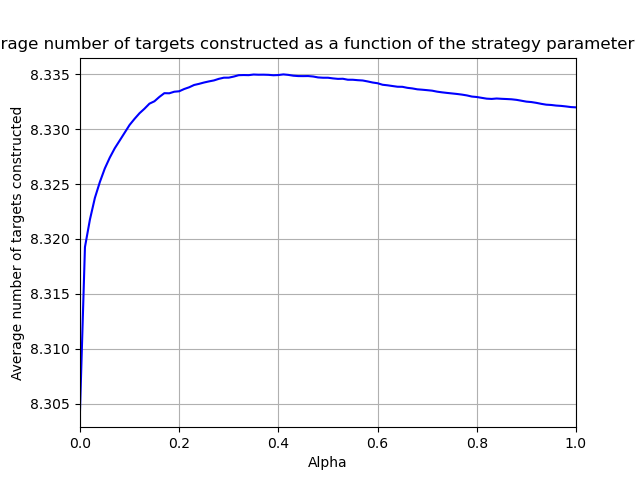 rage number of targets constructed as a function of the strategy parameter
8.335
8.330
8.325
8.320
8.315
8.310
8.305
Average number of targets constructed
0.0 0.2 0.4 0.6 0.8 1.0
Alpha